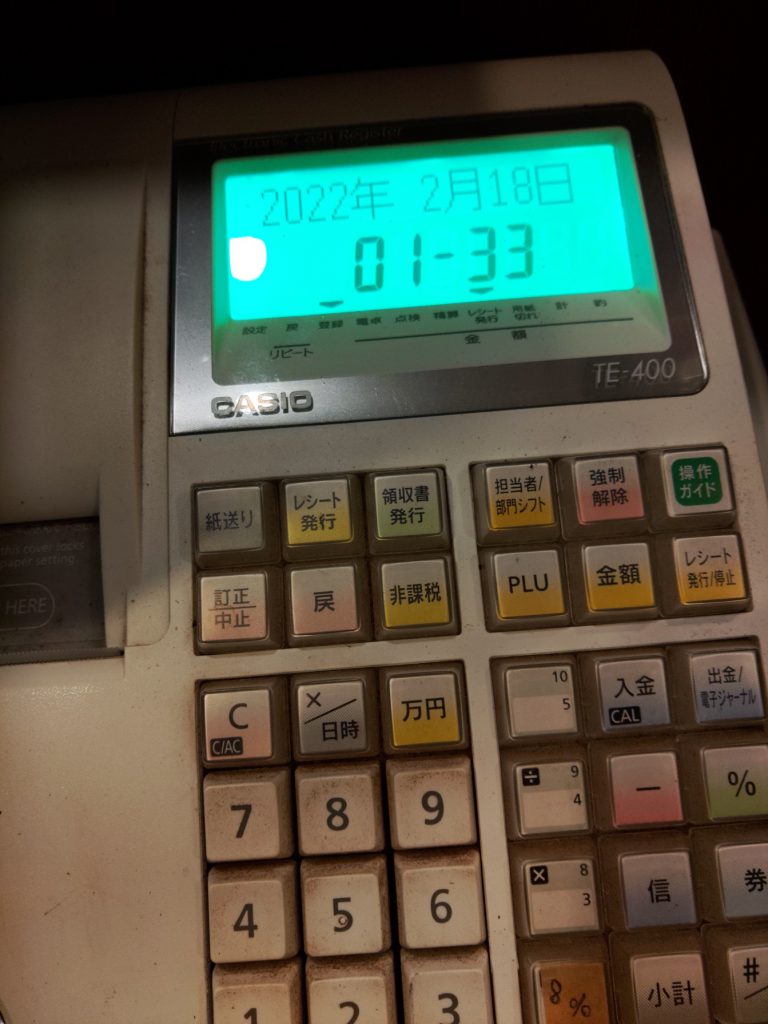 Electronic Cash Register
2022年 2月18日
01-33
設定 戻 登録 電卓 点検 精算 レシート発行 用紙切れ 計 釣
リピート 金額
CASIO TE-400
紙送り レシート発行 領収書発行 担当者/部門シフト 強制解除 操作ガイド
訂正/中止 戻 非課税 PLU 金額 レシート発行/停止
this cover locks
paper setting
HERE
C C/AC ×/日時 万円 10 5 入金 CAL 出金/電子ジャーナル
7 8 9 ÷ 9 4 − %
4 5 6 × 8 3 信 券
1 2 3 8% 小計 #/